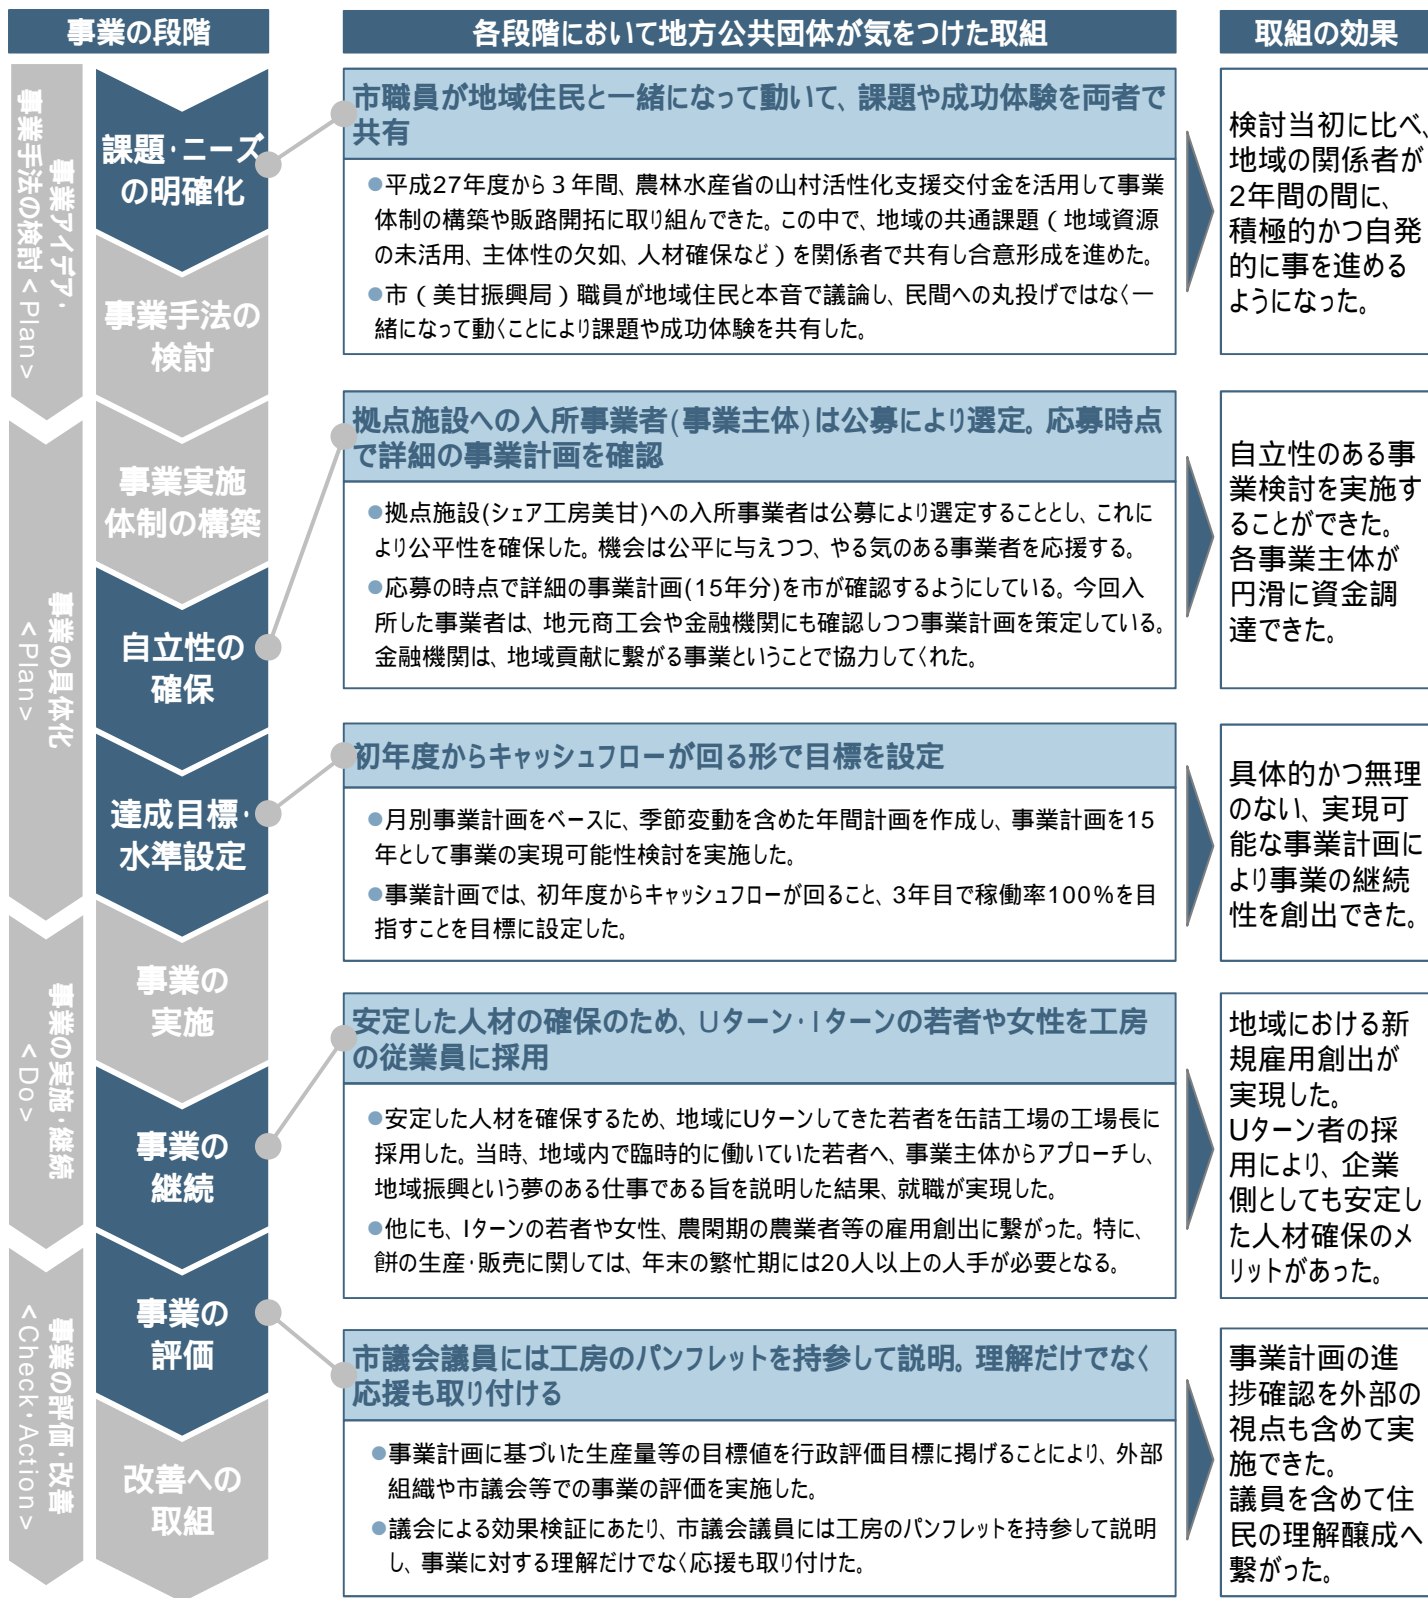 事業の段階
各段階において地方公共団体が気をつけた取組
取組の効果
事業アイデア・
事業手法の検討<Plan>
課題・ニーズ
の明確化
事業手法の
検討
市職員が地域住民と一緒になって動いて、課題や成功体験を両者で
共有
●平成27年度から３年間、農林水産省の山村活性化支援交付金を活用して事業
体制の構築や販路開拓に取り組んできた。この中で、地域の共通課題（地域資源
の未活用、主体性の欠如、人材確保など）を関係者で共有し合意形成を進めた。
●市（美甘振興局）職員が地域住民と本音で議論し、民間への丸投げではなく一
緒になって動くことにより課題や成功体験を共有した。
検討当初に比べ、
地域の関係者が
2年間の間に、
積極的かつ自発
的に事を進める
ようになった。
事業の具体化
<Plan>
事業実施
体制の構築
自立性の
確保
達成目標・
水準設定
拠点施設への入所事業者(事業主体)は公募により選定。応募時点
で詳細の事業計画を確認
●拠点施設(シェア工房美甘)への入所事業者は公募により選定することとし、これに
より公平性を確保した。機会は公平に与えつつ、やる気のある事業者を応援する。
●応募の時点で詳細の事業計画(15年分)を市が確認するようにしている。今回入
所した事業者は、地元商工会や金融機関にも確認しつつ事業計画を策定している。
金融機関は、地域貢献に繋がる事業ということで協力してくれた。
自立性のある事
業検討を実施す
ることができた。
各事業主体が
円滑に資金調
達できた。
初年度からキャッシュフローが回る形で目標を設定
●月別事業計画をベースに、季節変動を含めた年間計画を作成し、事業計画を15
年として事業の実現可能性検討を実施した。
●事業計画では、初年度からキャッシュフローが回ること、3年目で稼働率100%を目
指すことを目標に設定した。
具体的かつ無理
のない、実現可
能な事業計画に
より事業の継続
性を創出できた。
事業の実施・継続
<Do>
事業の
実施
事業の
継続
安定した人材の確保のため、Uターン・Iターンの若者や女性を工房
の従業員に採用
●安定した人材を確保するため、地域にUターンしてきた若者を缶詰工場の工場長に
採用した。当時、地域内で臨時的に働いていた若者へ、事業主体からアプローチし、
地域振興という夢のある仕事である旨を説明した結果、就職が実現した。
●他にも、Iターンの若者や女性、農閑期の農業者等の雇用創出に繋がった。特に、
餅の生産・販売に関しては、年末の繁忙期には20人以上の人手が必要となる。
地域における新
規雇用創出が
実現した。
Uターン者の採
用により、企業
側としても安定し
た人材確保のメ
リットがあった。
事業の評価・改善
<Check・Action>
事業の
評価
改善への
取組
市議会議員には工房のパンフレットを持参して説明。理解だけでなく
応援も取り付ける
●事業計画に基づいた生産量等の目標値を行政評価目標に掲げることにより、外部
組織や市議会等での事業の評価を実施した。
●議会による効果検証にあたり、市議会議員には工房のパンフレットを持参して説明
し、事業に対する理解だけでなく応援も取り付けた。
事業計画の進
捗確認を外部の
視点も含めて実
施できた。
議員を含めて住
民の理解醸成へ
繋がった。